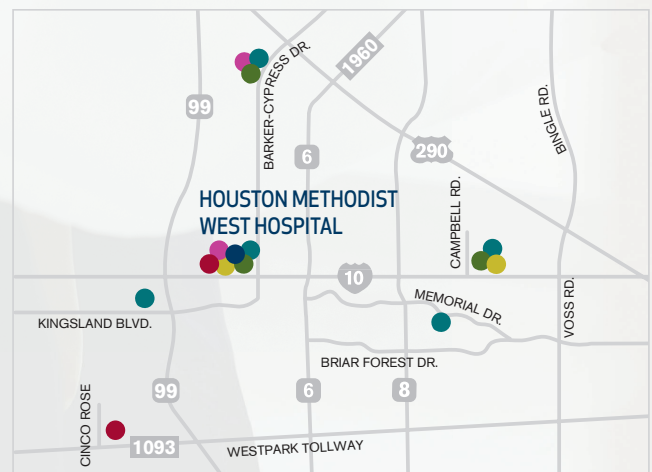 1960
BARKER-CYPRESS DR.
99
BINGLE RD.
6
290
HOUSTON METHODIST
WEST HOSPITAL
CAMPBELL RD.
10
MEMORIAL DR.
VOSS RD.
KINGSLAND BLVD.
BRIAR FOREST DR.
99
6
8
CINCO ROSE
1093
WESTPARK TOLLWAY